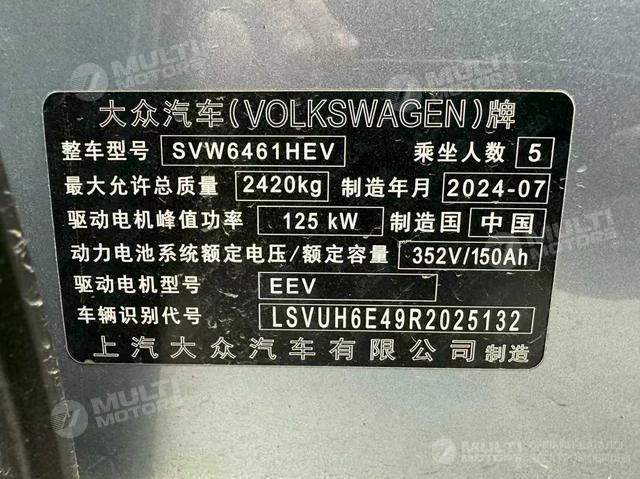 MULTI MOTORS
MULTI MOTORS
大众汽车(VOLKSWAGEN)牌
整车型号 SVW6461HEV 乘坐人数 5
最大允许总质量 2420kg 制造年月 2024-07
驱动电机峰值功率 125 kW 制造国 中国
动力电池系统额定电压/额定容量 352V/150Ah
驱动电机型号 EEV
车辆识别代号 LSVUH6E49R2025132
上汽大众汽车有限公司 制造
MULTI MOTORS
MULTI MOTORS
MULTI MOTORS